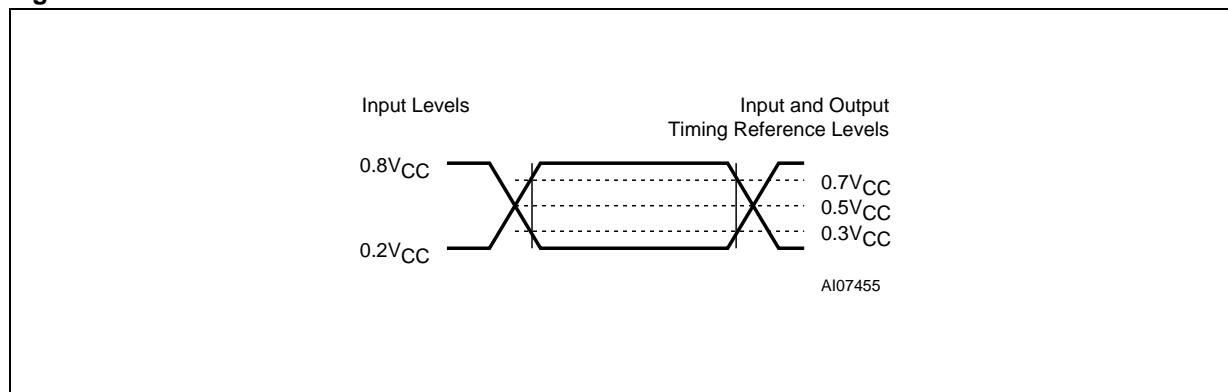 Input Levels
Input and Output
Timing Reference Levels
0.8VCC
0.7VCC
0.5VCC
0.3VCC
0.2VCC
AI07455